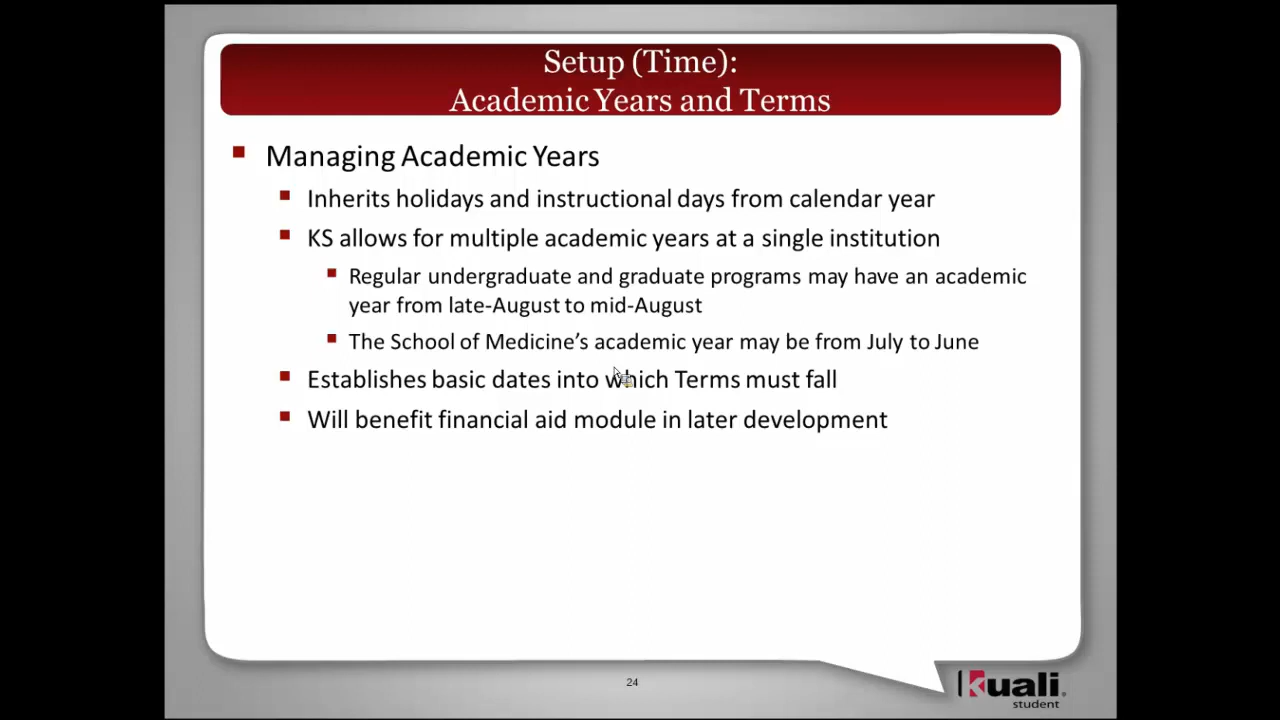 Setup (Time):
Academic Years and Terms
Managing Academic Years
Inherits holidays and instructional days from calendar year
KS allows for multiple academic years at a single institution
Regular undergraduate and graduate programs may have an academic
year from late-August to mid-August
The School of Medicine’s academic year may be from July to June
Establishes basic dates into which Terms must fall
Will benefit financial aid module in later development
24
Kuali®
student